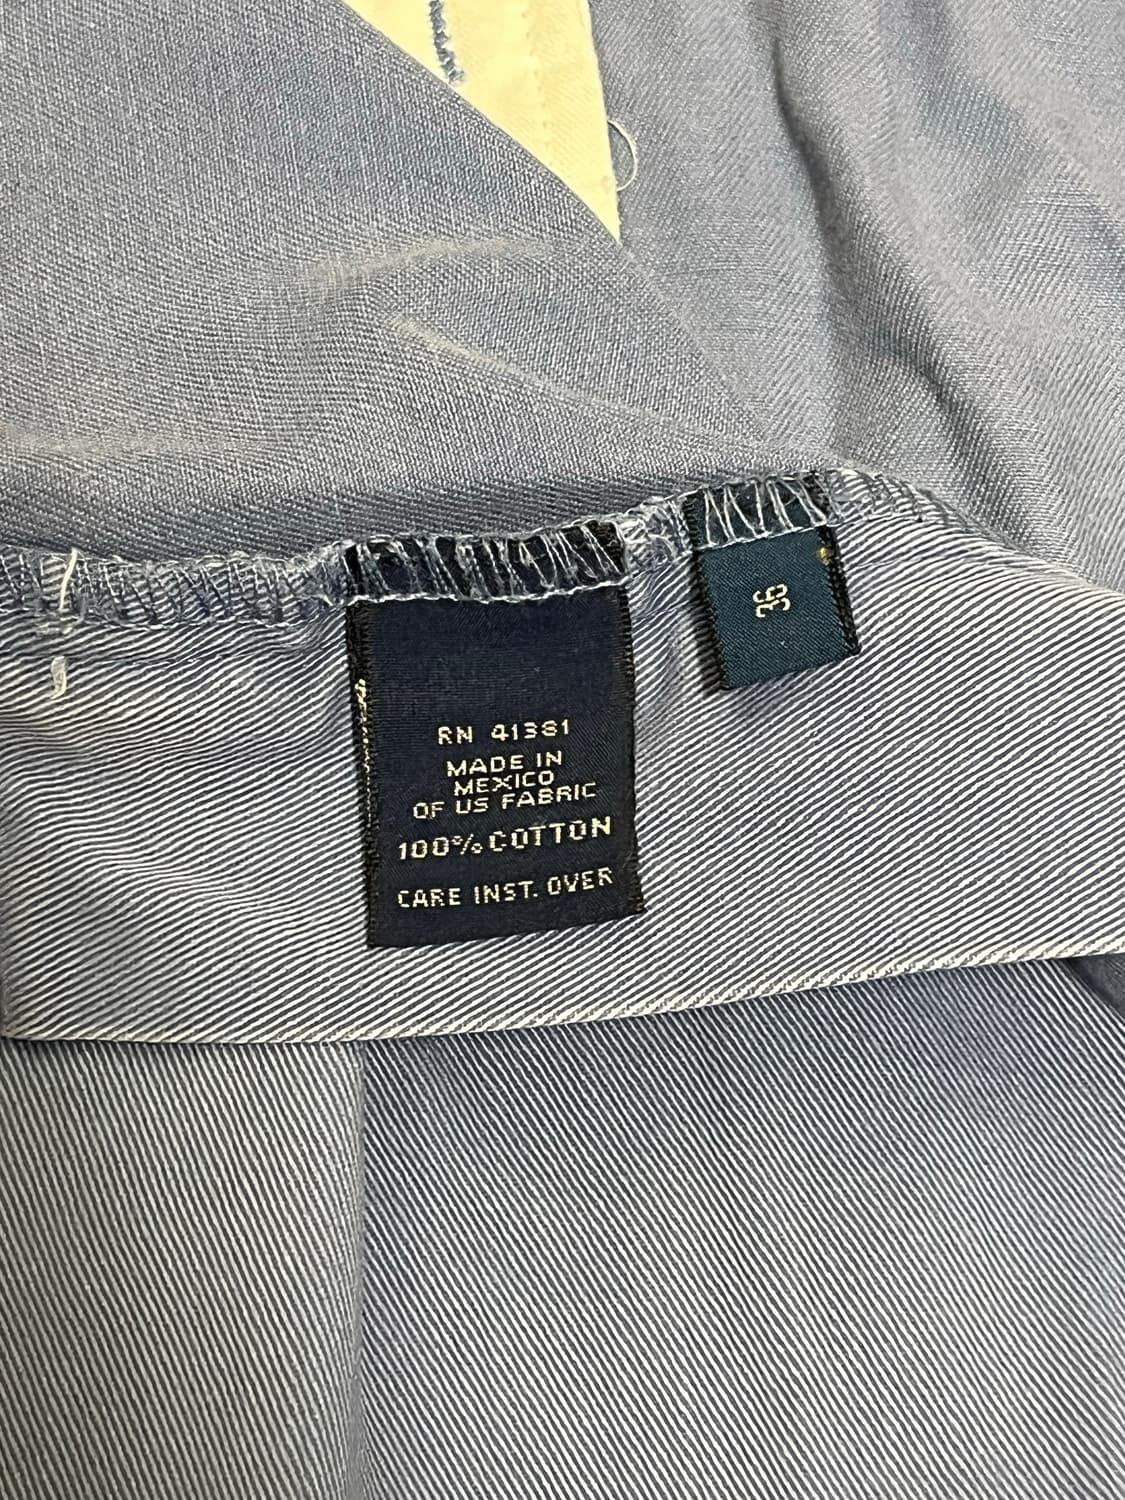 RN 41381
MADE IN
MEXICO
OF US FABRIC
100% COTTON
CARE INST. OVER
36